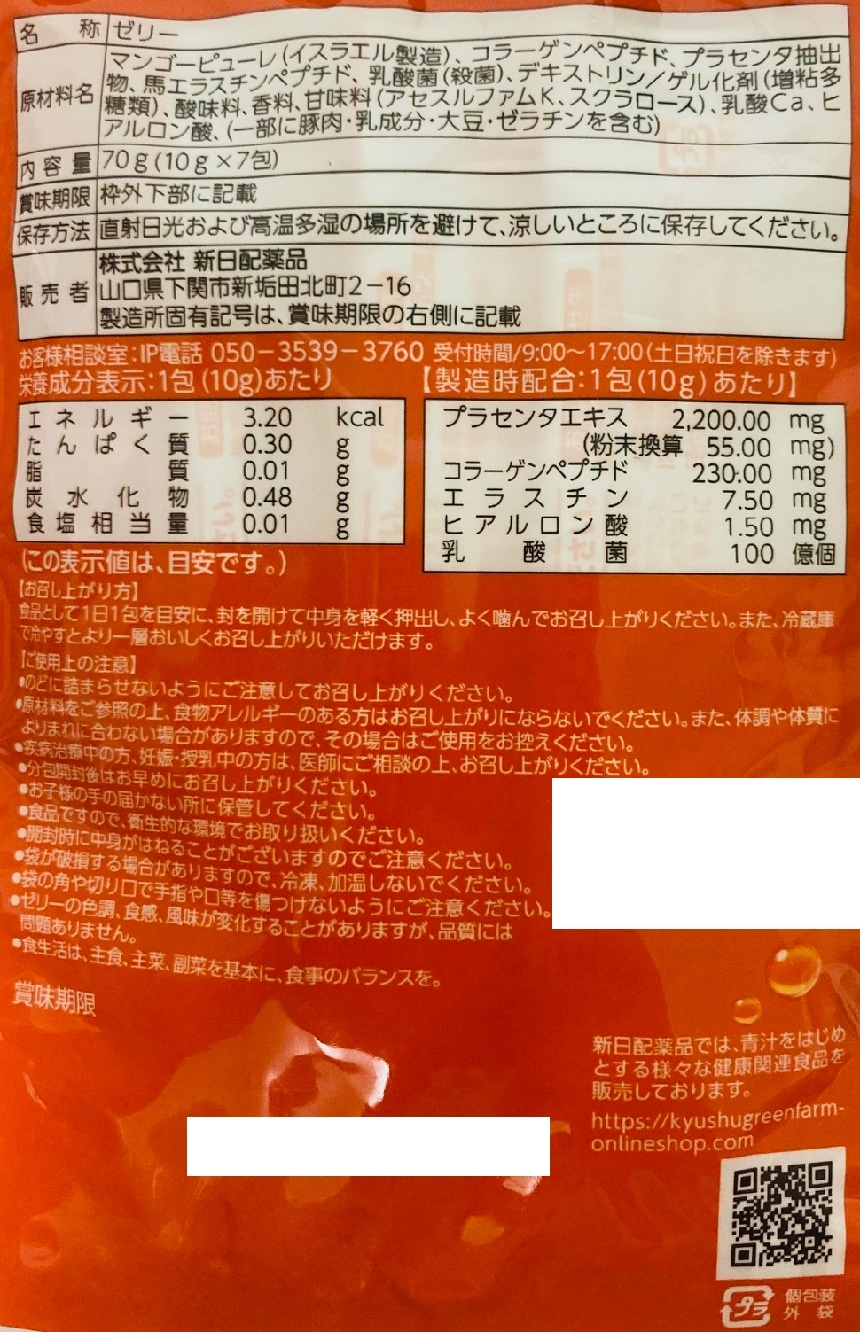 名称 ゼリー
原材料名 マンゴーピューレ(イスラエル製造)、コラーゲンペプチド、プラセンタ抽出
物、馬エラスチンペプチド、乳酸菌(殺菌)、デキストリン/ゲル化剤(増粘多
糖類)、酸味料、香料、甘味料(アセスルファムK、スクラロース)、乳酸Ca、ヒ
アルロン酸、(一部に豚肉・乳成分・大豆・ゼラチンを含む)
内容量 70g(10g×7包)
賞味期限 枠外下部に記載
保存方法 直射日光および高温多湿の場所を避けて、涼しいところに保存してください。
販売者 株式会社 新日配薬品
山口県下関市新垢田北町2-16
製造所固有記号は、賞味期限の右側に記載
お客様相談室:IP電話 050-3539-3760 受付時間/9:00〜17:00(土日祝日を除きます)
栄養成分表示:1包(10g)あたり
エネルギー 3.20 kcal
たんぱく質 0.30 g
脂質 0.01 g
炭水化物 0.48 g
食塩相当量 0.01 g
(この表示値は、目安です。)
【製造時配合:1包(10g)あたり】
プラセンタエキス 2,200.00 mg
(粉末換算 55.00 mg)
コラーゲンペプチド 230.00 mg
エラスチン 7.50 mg
ヒアルロン酸 1.50 mg
乳酸菌 100 億個
【お召し上がり方】
食品として1日1包を目安に、封を開けて中身を軽く押出し、よく噛んでお召し上がりください。また、冷蔵庫
で冷やすとより一層おいしくお召し上がりいただけます。
【ご使用上の注意】
●のどに詰まらせないようにご注意してお召し上がりください。
●原材料をご参照の上、食物アレルギーのある方はお召し上がりにならないでください。また、体調や体質に
よりまれに合わない場合がありますので、その場合はご使用をお控えください。
●疾病治療中の方、妊娠・授乳中の方は、医師にご相談の上、お召し上がりください。
●分包開封後はお早めにお召し上がりください。
●お子様の手の届かない所に保管してください。
●食品ですので、衛生的な環境でお取り扱いください。
●開封時に中身がはねることがございますのでご注意ください。
●袋が破損する場合がありますので、冷凍、加温しないでください。
●袋の角や切り口で手指や口等を傷つけないようにご注意ください。
●ゼリーの色調、食感、風味が変化することがありますが、品質には
問題ありません。
●食生活は、主食、主菜、副菜を基本に、食事のバランスを。
賞味期限
新日配薬品では、青汁をはじめ
とする様々な健康関連食品を
販売しております。
https://kyushugreenfarm-
onlineshop.com
プラ 個包装
外袋